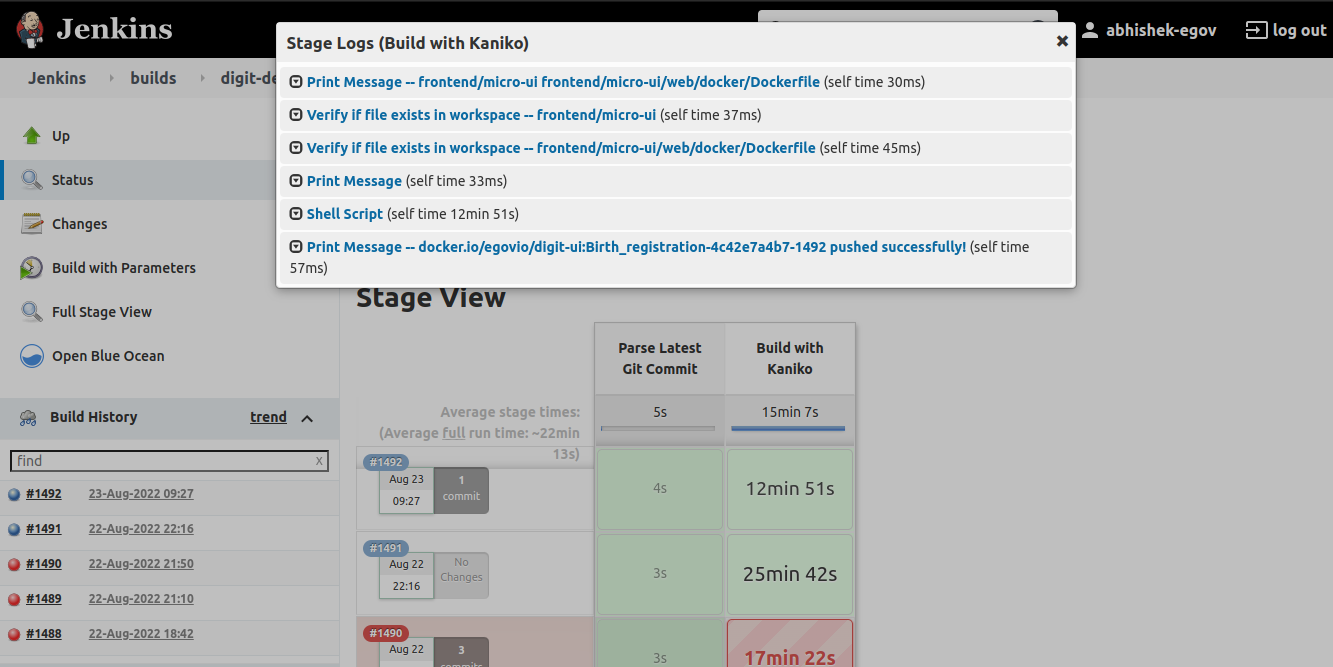 Jenkins
abhishek-egov
log out
Jenkins
builds
digit-de
Stage Logs (Build with Kaniko)
Print Message -- frontend/micro-ui frontend/micro-ui/web/docker/Dockerfile (self time 30ms)
Verify if file exists in workspace -- frontend/micro-ui (self time 37ms)
Verify if file exists in workspace -- frontend/micro-ui/web/docker/Dockerfile (self time 45ms)
Print Message (self time 33ms)
Shell Script (self time 12min 51s)
Print Message -- docker.io/egovio/digit-ui:Birth_registration-4c42e7a4b7-1492 pushed successfully! (self time
57ms)
Up
Status
Changes
Build with Parameters
Full Stage View
Open Blue Ocean
Build History
trend
find
x
#1492 23-Aug-2022 09:27
#1491 22-Aug-2022 22:16
#1490 22-Aug-2022 21:50
#1489 22-Aug-2022 21:10
#1488 22-Aug-2022 18:42
Stage View
Parse Latest
Git Commit
Build with
Kaniko
Average stage times:
(Average full run time: ~22min
13s)
5s
15min 7s
#1492
Aug 23
09:27
1
commit
4s
12min 51s
#1491
Aug 22
22:16
No
Changes
3s
25min 42s
#1490
Aug 22
3
commits
3s
17min 22s